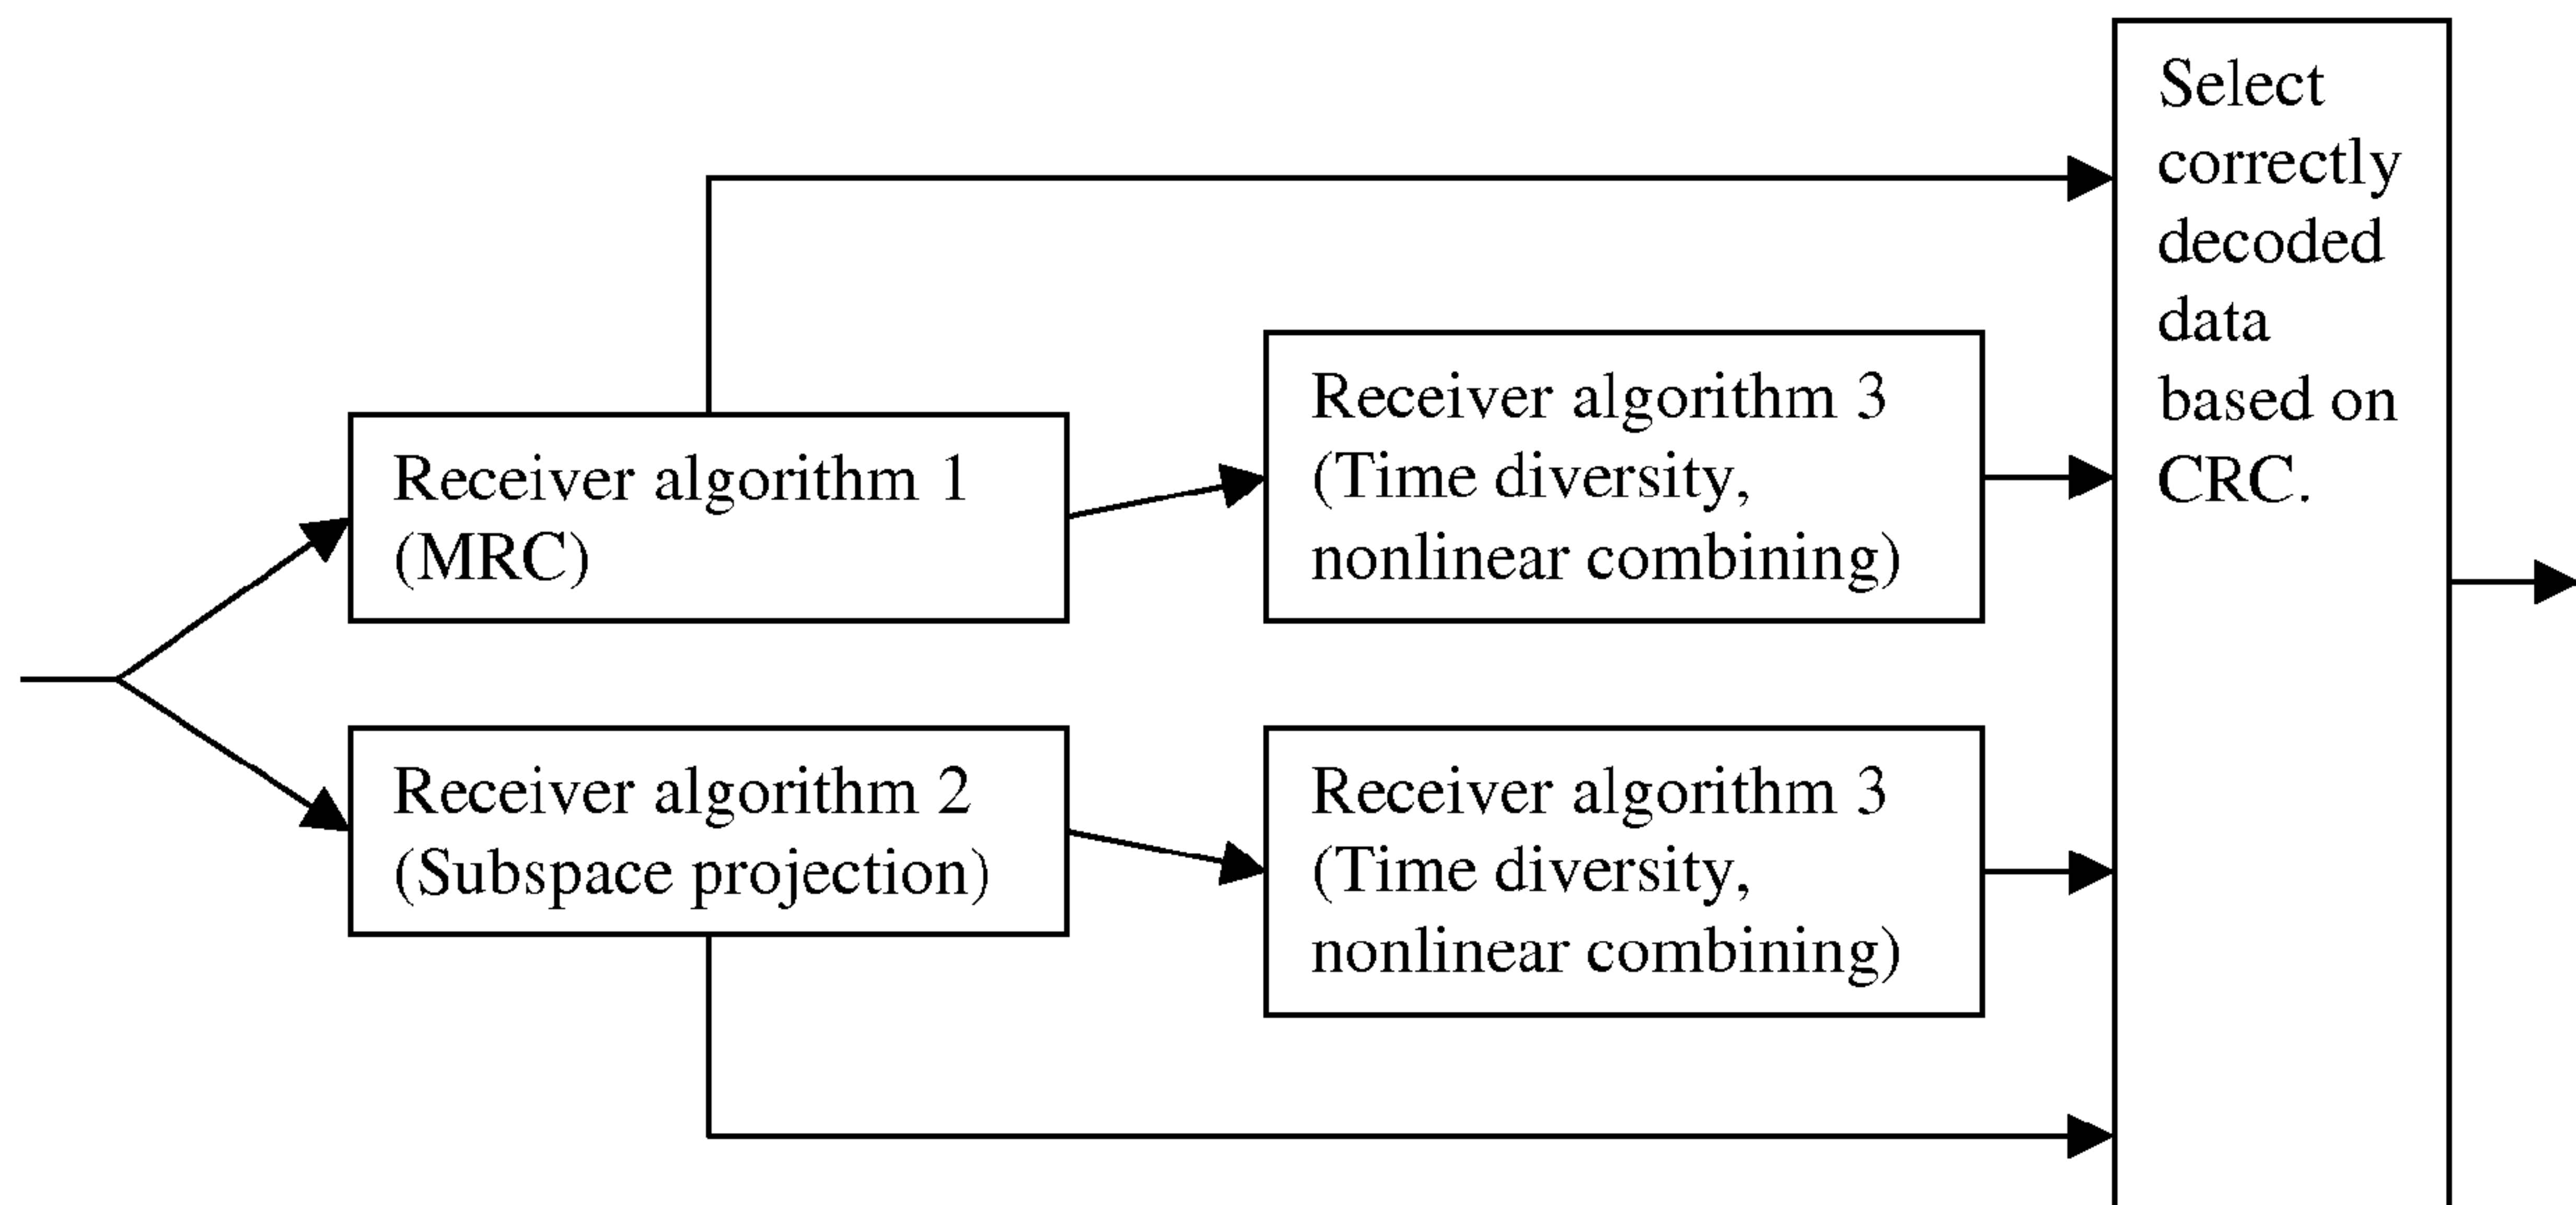 Receiver algorithm 1
(MRC)
Receiver algorithm 2
(Subspace projection)
Receiver algorithm 3
(Time diversity,
nonlinear combining)
Receiver algorithm 3
(Time diversity,
nonlinear combining)
Select
correctly
decoded
data
based on
CRC.